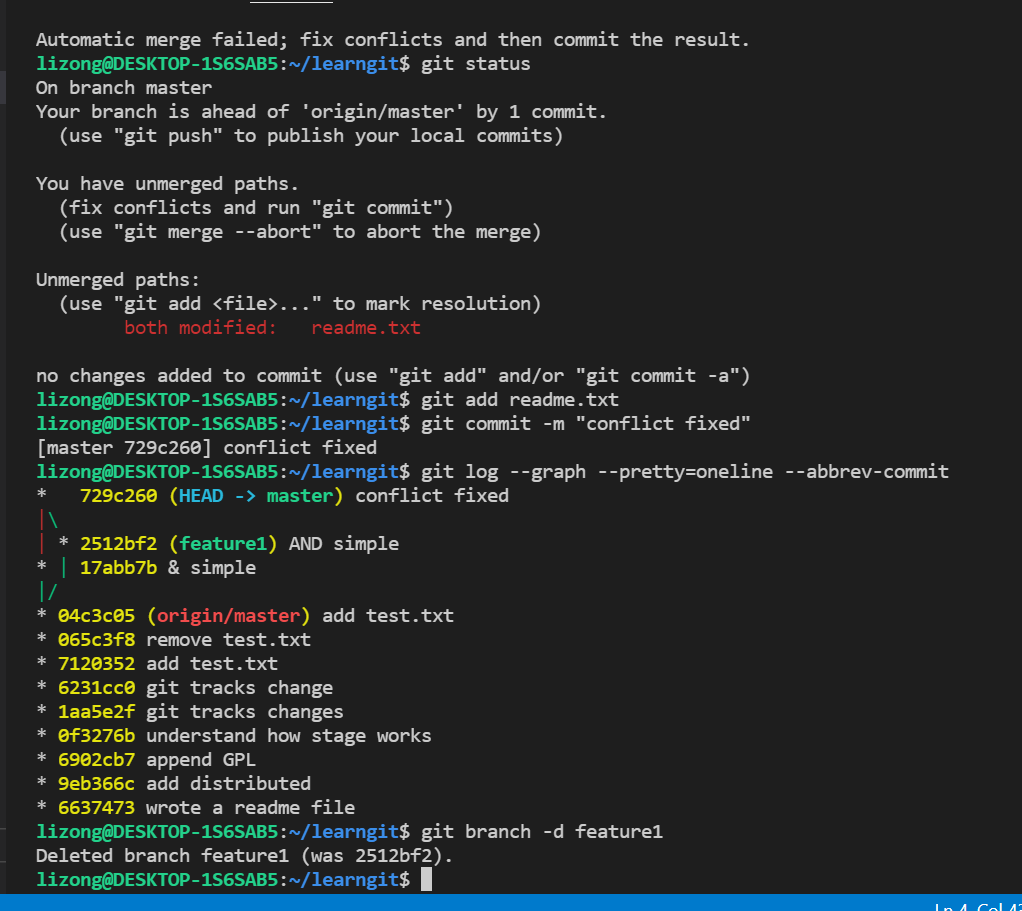 Automatic merge failed; fix conflicts and then commit the result.
lizong@DESKTOP-1S6SAB5:~/learngit$ git status
On branch master
Your branch is ahead of 'origin/master' by 1 commit.
  (use "git push" to publish your local commits)

You have unmerged paths.
  (fix conflicts and run "git commit")
  (use "git merge --abort" to abort the merge)

Unmerged paths:
  (use "git add <file>..." to mark resolution)
        both modified:   readme.txt

no changes added to commit (use "git add" and/or "git commit -a")
lizong@DESKTOP-1S6SAB5:~/learngit$ git add readme.txt
lizong@DESKTOP-1S6SAB5:~/learngit$ git commit -m "conflict fixed"
[master 729c260] conflict fixed
lizong@DESKTOP-1S6SAB5:~/learngit$ git log --graph --pretty=oneline --abbrev-commit
*   729c260 (HEAD -> master) conflict fixed
|\
| * 2512bf2 (feature1) AND simple
* | 17abb7b & simple
|/
* 04c3c05 (origin/master) add test.txt
* 065c3f8 remove test.txt
* 7120352 add test.txt
* 6231cc0 git tracks change
* 1aa5e2f git tracks changes
* 0f3276b understand how stage works
* 6902cb7 append GPL
* 9eb366c add distributed
* 6637473 wrote a readme file
lizong@DESKTOP-1S6SAB5:~/learngit$ git branch -d feature1
Deleted branch feature1 (was 2512bf2).
lizong@DESKTOP-1S6SAB5:~/learngit$
Ln 4, Col